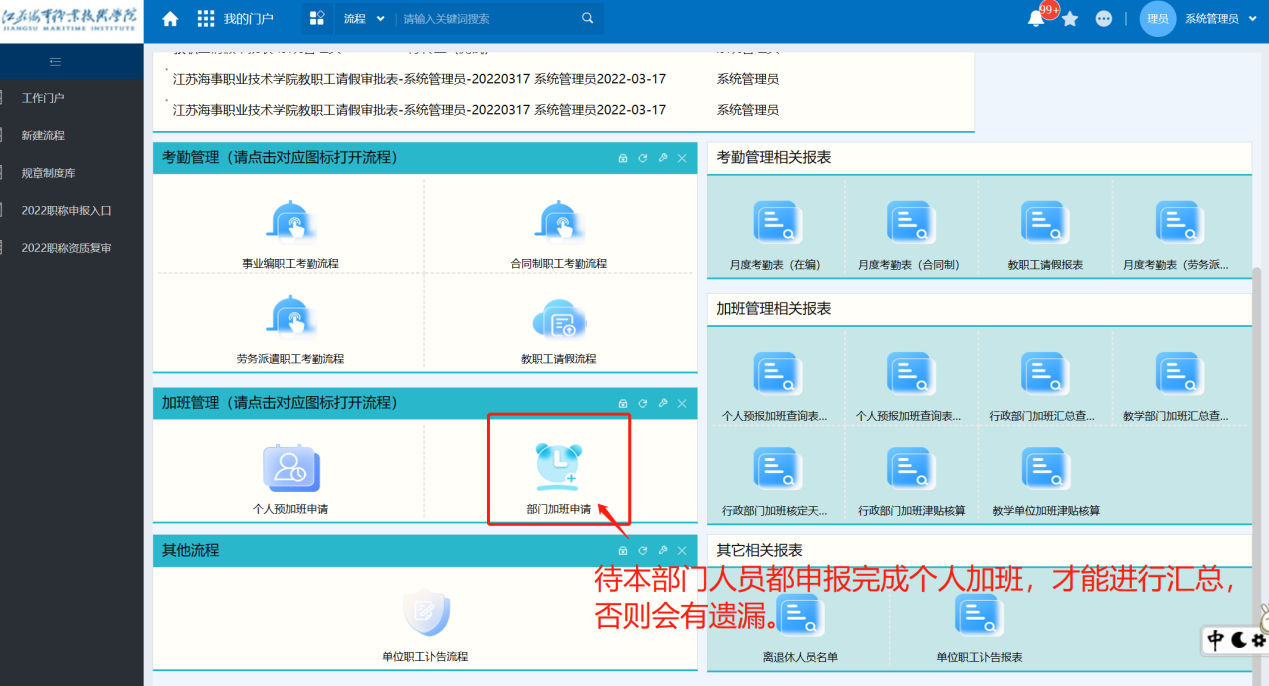 江苏海事职业技术学院
JIANGSU MARITIME INSTITUTE
我的门户
流程
请输入关键词搜索
99+
理员
系统管理员
工作门户
新建流程
规章制度库
2022职称申报入口
2022职称资质复审
江苏海事职业技术学院教职工请假审批表-系统管理员-20220317 系统管理员2022-03-17 系统管理员
江苏海事职业技术学院教职工请假审批表-系统管理员-20220317 系统管理员2022-03-17 系统管理员
考勤管理（请点击对应图标打开流程）
事业编职工考勤流程
合同制职工考勤流程
劳务派遣职工考勤流程
教职工请假流程
加班管理（请点击对应图标打开流程）
个人预加班申请
部门加班申请
其他流程
单位职工讣告流程
考勤管理相关报表
月度考勤表（在编）
月度考勤表（合同制）
教职工请假报表
月度考勤表（劳务派...
加班管理相关报表
个人预报加班查询表...
个人预报加班查询表...
行政部门加班汇总查...
教学部门加班汇总查...
行政部门加班核定天...
行政部门加班津贴核算
教学单位加班津贴核算
其它相关报表
待本部门人员都申报完成个人加班，才能进行汇总，
否则会有遗漏。
离退休人员名单
单位职工讣告报表
中